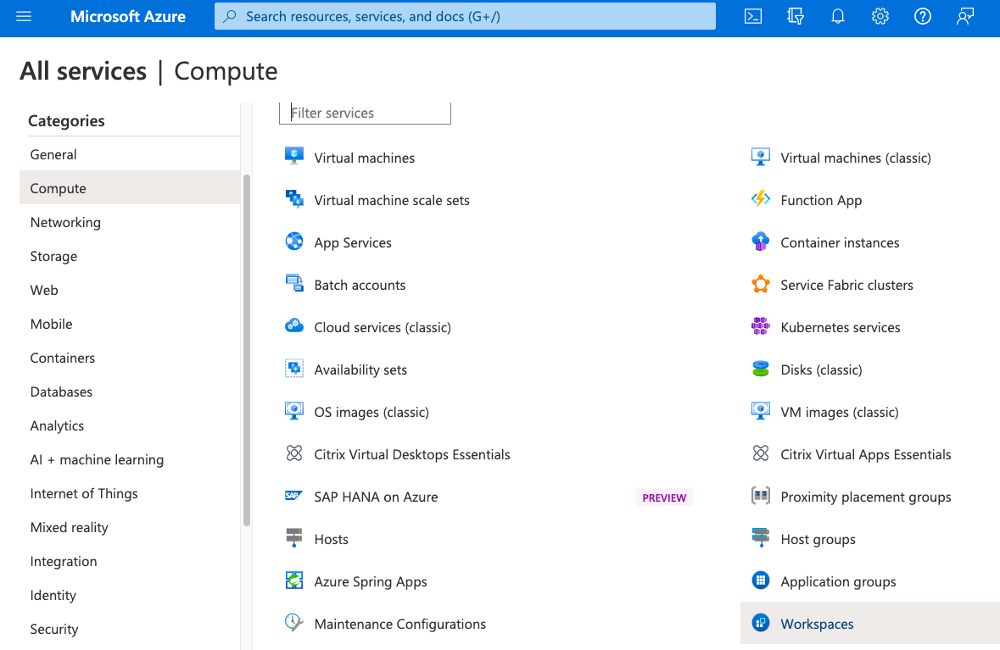 Microsoft Azure
Search resources, services, and docs (G+/)
All services | Compute
Categories
General
Compute
Networking
Storage
Web
Mobile
Containers
Databases
Analytics
AI + machine learning
Internet of Things
Mixed reality
Integration
Identity
Security
Filter services
Virtual machines
Virtual machines (classic)
Virtual machine scale sets
Function App
App Services
Container instances
Batch accounts
Service Fabric clusters
Cloud services (classic)
Kubernetes services
Availability sets
Disks (classic)
OS images (classic)
VM images (classic)
Citrix Virtual Desktops Essentials
Citrix Virtual Apps Essentials
SAP HANA on Azure PREVIEW
Proximity placement groups
Hosts
Host groups
Azure Spring Apps
Application groups
Maintenance Configurations
Workspaces